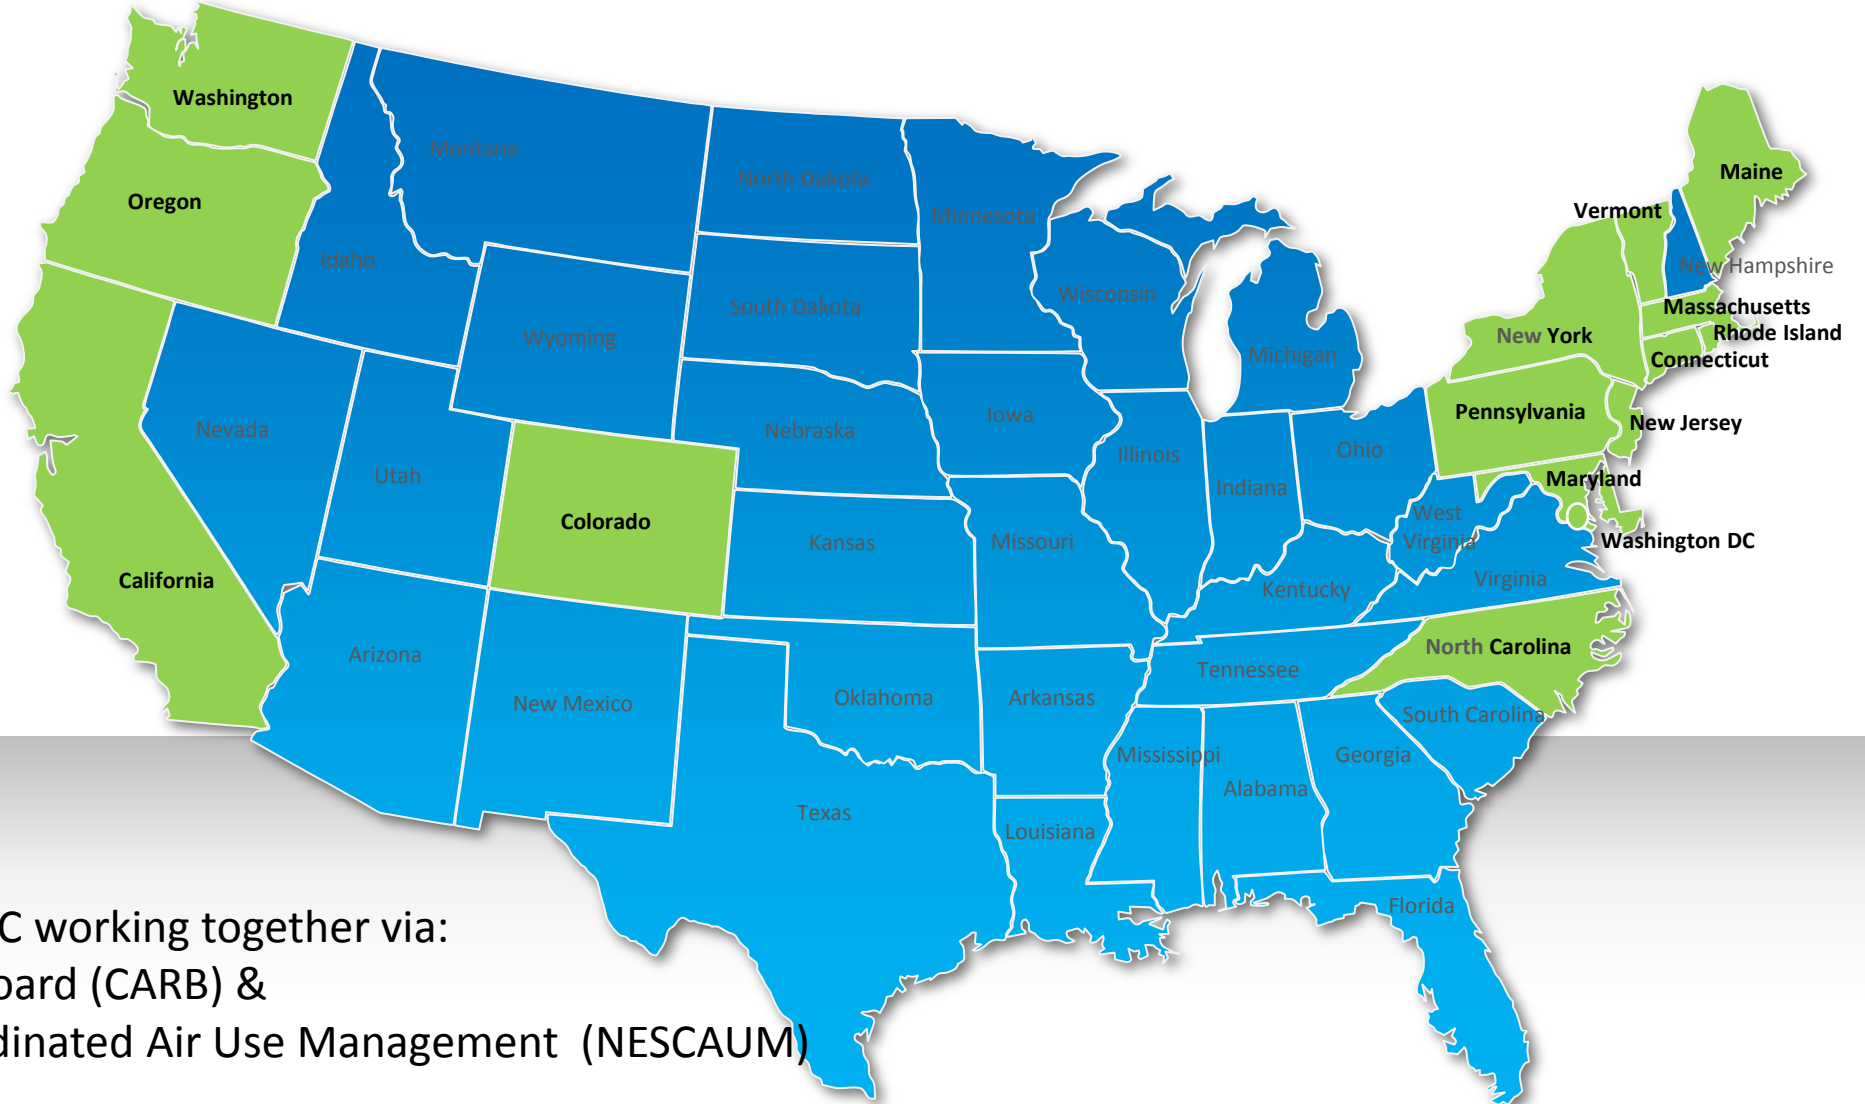 Washington
Montana
North Dakota
Minnesota
Maine
Oregon
Vermont
Idaho
New Hampshire
Wisconsin
South Dakota
Massachusetts
Wyoming
New York
Rhode Island
Michigan
Connecticut
Nevada
Nebraska
Iowa
Pennsylvania
New Jersey
Utah
Illinois
Indiana
Ohio
Maryland
Colorado
Kansas
Missouri
West
Virginia
Washington DC
California
Kentucky
Virginia
Arizona
New Mexico
Oklahoma
Arkansas
Tennessee
North Carolina
South Carolina
Mississippi
Georgia
Alabama
Texas
Louisiana
Florida
C working together via:
oard (CARB) &
dinated Air Use Management (NESCAUM)